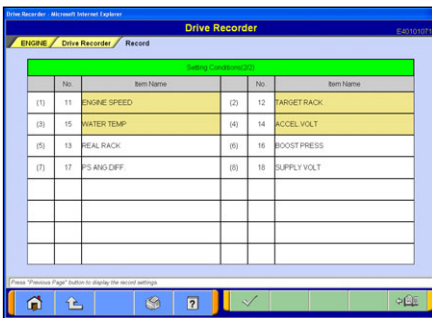 Drive Recorder - Microsoft Internet Explorer
Drive Recorder
E40101071
ENGINE Drive Recorder Record
Setting Conditions(2/2)
No. Item Name No. Item Name
(1) 11 ENGINE SPEED (2) 12 TARGET RACK
(3) 15 WATER TEMP (4) 14 ACCEL VOLT
(5) 13 REAL RACK (6) 16 BOOST PRESS
(7) 17 PS ANG DIFF. (8) 18 SUPPLY VOLT
Press "Previous Page" button to display the record settings.
?